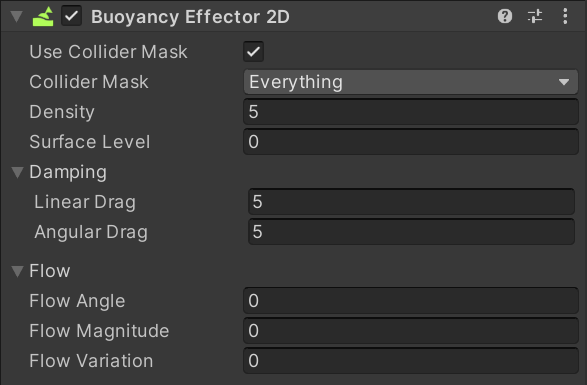 Buoyancy Effector 2D
Use Collider Mask
Collider Mask Everything
Density 5
Surface Level 0
Damping
Linear Drag 5
Angular Drag 5
Flow
Flow Angle 0
Flow Magnitude 0
Flow Variation 0